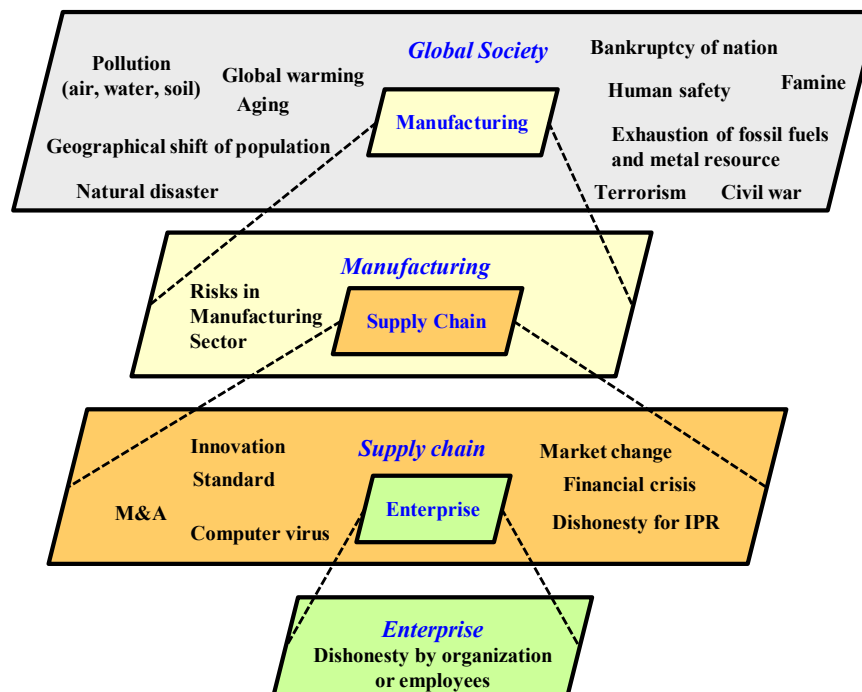 Global Society
Bankruptcy of nation
Pollution
(air, water, soil)
Global warming
Aging
Human safety
Famine
Manufacturing
Geographical shift of population
Exhaustion of fossil fuels
and metal resource
Natural disaster
Terrorism
Civil war
Manufacturing
Risks in
Manufacturing
Sector
Supply Chain
Innovation
Supply chain
Market change
Standard
Financial crisis
M&A
Enterprise
Computer virus
Dishonesty for IPR
Enterprise
Dishonesty by organization
or employees